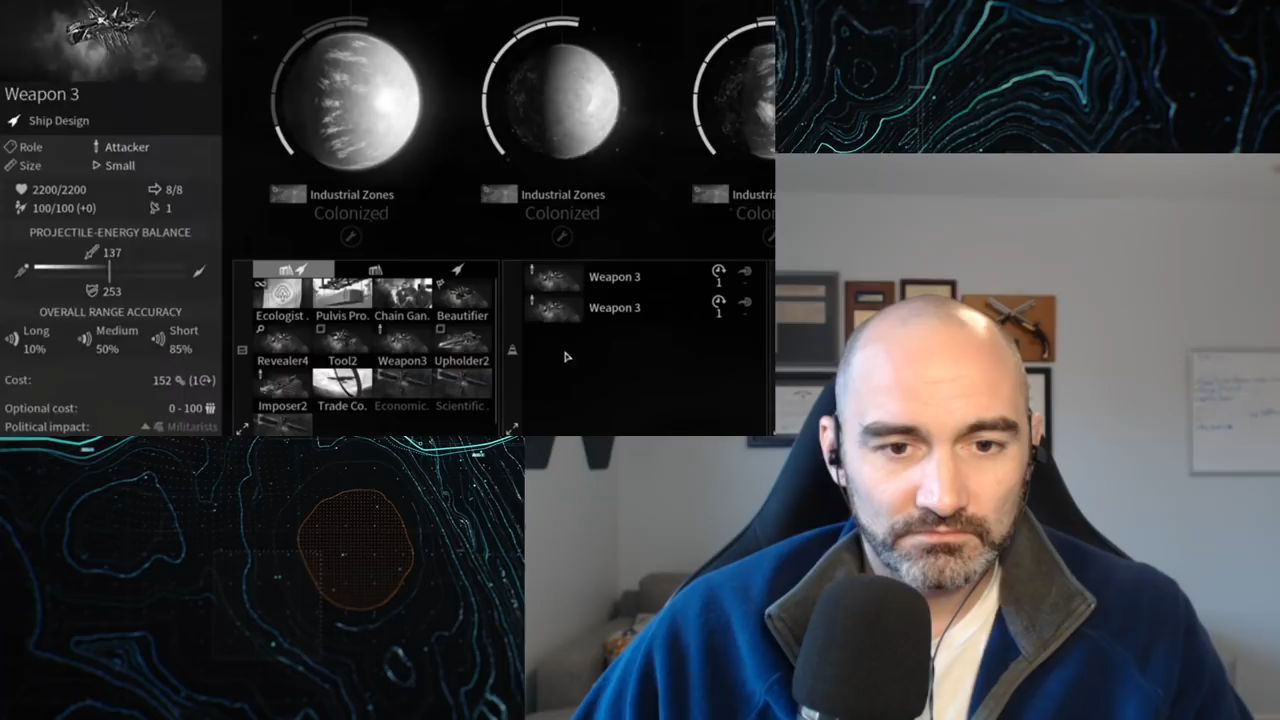 Weapon 3
Ship Design
Role
Attacker
Size
Small
2200/2200
8/8
100/100 (+0)
1
PROJECTILE-ENERGY BALANCE
137
253
OVERALL RANGE ACCURACY
Long
10%
Medium
50%
Short
85%
Cost:
152
(1
)
Optional cost:
0 - 100
Political impact:
Militarists
Industrial Zones
Colonized
Industrial Zones
Colonized
Industria
Color
Ecologist .
Pulvis Pro.
Chain Gan.
Beautifier
Revealer4
Tool2
Weapon3
Upholder2
Imposer2
Trade Co.
Economic.
Scientific .
Weapon 3
1
-
Weapon 3
1
-